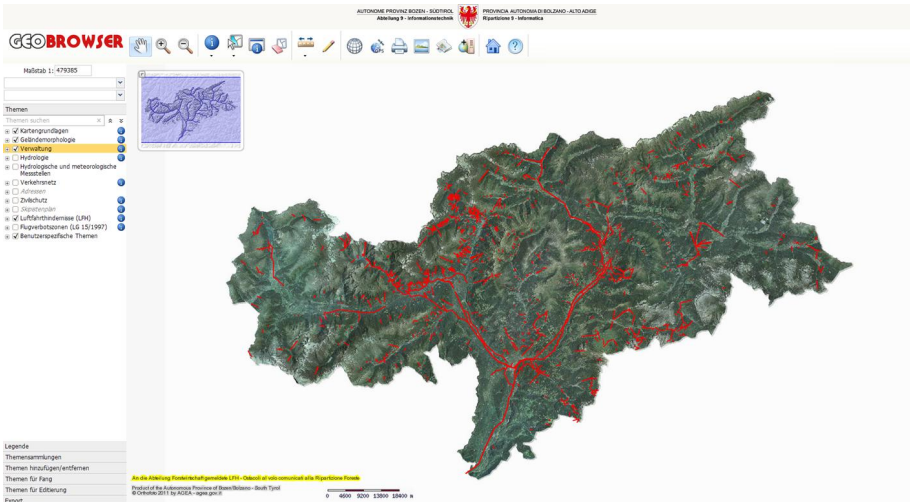 AUTONOME PROVINZ BOZEN - SÜDTIROL
Abteilung 9 - Informationstechnik
PROVINCIA AUTONOMA DI BOLZANO - ALTO ADIGE
Ripartizione 9 - Informatica
GEOBROWSER
Maßstab 1: 479385
Themen
Themen suchen
Kartengrundlagen
Geländemorphologie
Verwaltung
Hydrologie
Hydrologische und meteorologische
Messstellen
Verkehrsnetz
Adressen
Zivilschutz
Skipistenplan
Luftfahrthindernisse (LFH)
Flugverbotszonen (LG 15/1997)
Benutzerspezifische Themen
Legende
Themensammlungen
Themen hinzufügen/entfernen
Themen für Fang
Themen für Editierung
Export
An die Abteilung Forstwirtschaft gemeldete LFH - Ostacoli al volo comunicati alla Ripartizione Foreste
Product of the Autonomous Province of Bozen/Bolzano - South Tyrol
© Orthofoto 2011 by AGEA - agea.gov.it
0 4600 9200 13800 18400 m